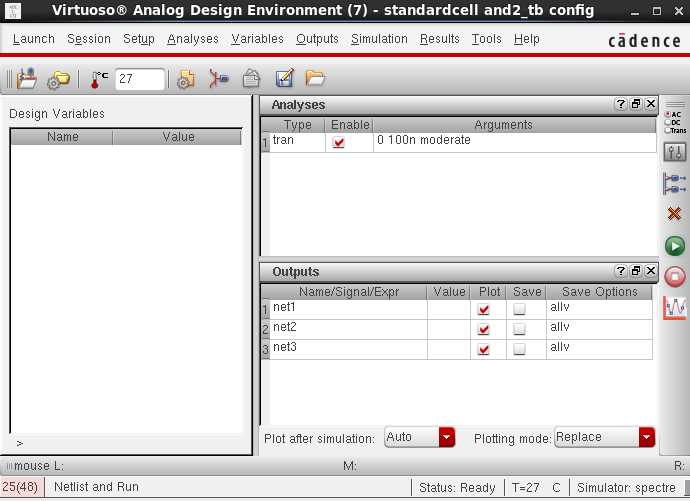 Virtuoso® Analog Design Environment (7) - standardcell and2_tb config
Launch Session Setup Analyses Variables Outputs Simulation Results Tools Help cādence
°C 27
Design Variables
Name Value
>
Analyses
Type Enable Arguments
1 tran 0 100n moderate
Outputs
Name/Signal/Expr Value Plot Save Save Options
1 net1 allv
2 net2 allv
3 net3 allv
Plot after simulation: Auto Plotting mode: Replace
AC
DC
Trans
mouse L: M: R:
25(48) Netlist and Run Status: Ready T=27 C Simulator: spectre